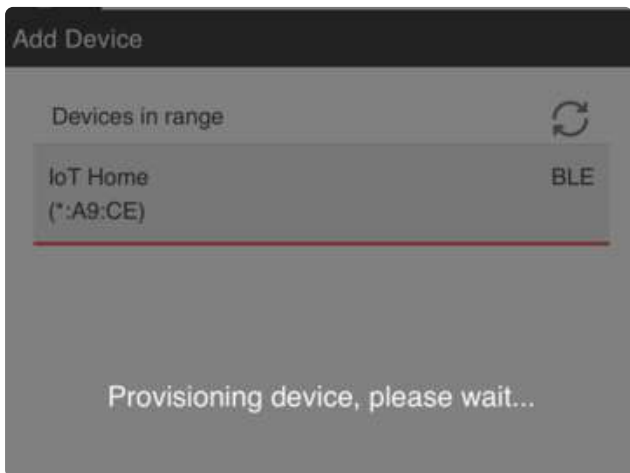 Add Device
Devices in range
IoT Home BLE
(*:A9:CE)
Provisioning device, please wait...